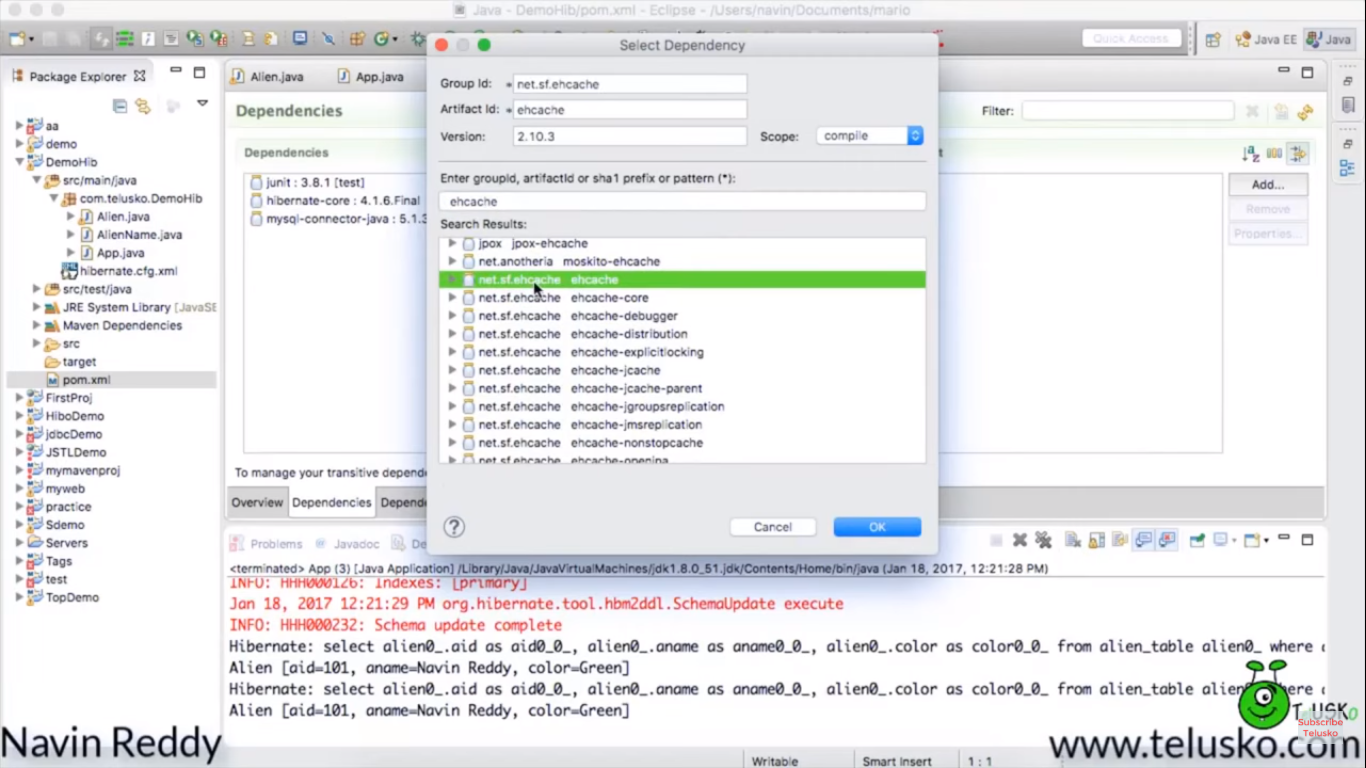 Java - DemoHib/pom.xml - Eclipse - /Users/navin/Documents/mario
Quick Access
Java EE
Java
Package Explorer
Alien.java
App.java
Select Dependency
Group Id: * net.sf.ehcache
Artifact Id: * ehcache
Version: 2.10.3 Scope: compile
Enter groupId, artifactId or sha1 prefix or pattern (*):
ehcache
Search Results:
jpox jpox-ehcache
net.anotheria moskito-ehcache
net.sf.ehcache ehcache
net.sf.ehcache ehcache-core
net.sf.ehcache ehcache-debugger
net.sf.ehcache ehcache-distribution
net.sf.ehcache ehcache-explicitlocking
net.sf.ehcache ehcache-jcache
net.sf.ehcache ehcache-jcache-parent
net.sf.ehcache ehcache-jgroupsreplication
net.sf.ehcache ehcache-jmsreplication
net.sf.ehcache ehcache-nonstopcache
net.sf.ehcache
?
Cancel
OK
aa
demo
DemoHib
src/main/java
com.telusko.DemoHib
Alien.java
AlienName.java
App.java
hibernate.cfg.xml
src/test/java
JRE System Library [JavaSE
Maven Dependencies
src
target
pom.xml
FirstProj
HiboDemo
jdbcDemo
JSTLDemo
mymavenproj
myweb
practice
Sdemo
Servers
Tags
test
TopDemo
Dependencies
Filter:
Dependencies
junit : 3.8.1 [test]
hibernate-core : 4.1.6.Final
mysql-connector-java : 5.1.3
Add...
Remove
Properties...
To manage your transitive depende
Overview Dependencies Depende
Problems Javadoc De
<terminated> App (3) [Java Application] /Library/Java/JavaVirtualMachines/jdk1.8.0_51.jdk/Contents/Home/bin/java (Jan 18, 2017, 12:21:28 PM)
INFO: HHH000126: Indexes: [primary]
Jan 18, 2017 12:21:29 PM org.hibernate.tool.hbm2ddl.SchemaUpdate execute
INFO: HHH000232: Schema update complete
Hibernate: select alien0_.aid as aid0_0_, alien0_.aname as aname0_0_, alien0_.color as color0_0_ from alien_table alien0_ where
Alien [aid=101, aname=Navin Reddy, color=Green]
Hibernate: select alien0_.aid as aid0_0_, alien0_.aname as aname0_0_, alien0_.color as color0_0_ from alien_table alien0_
Alien [aid=101, aname=Navin Reddy, color=Green]
Subscribe
Telusko
Navin Reddy
www.telusko.com
Writable
Smart Insert
1 : 1